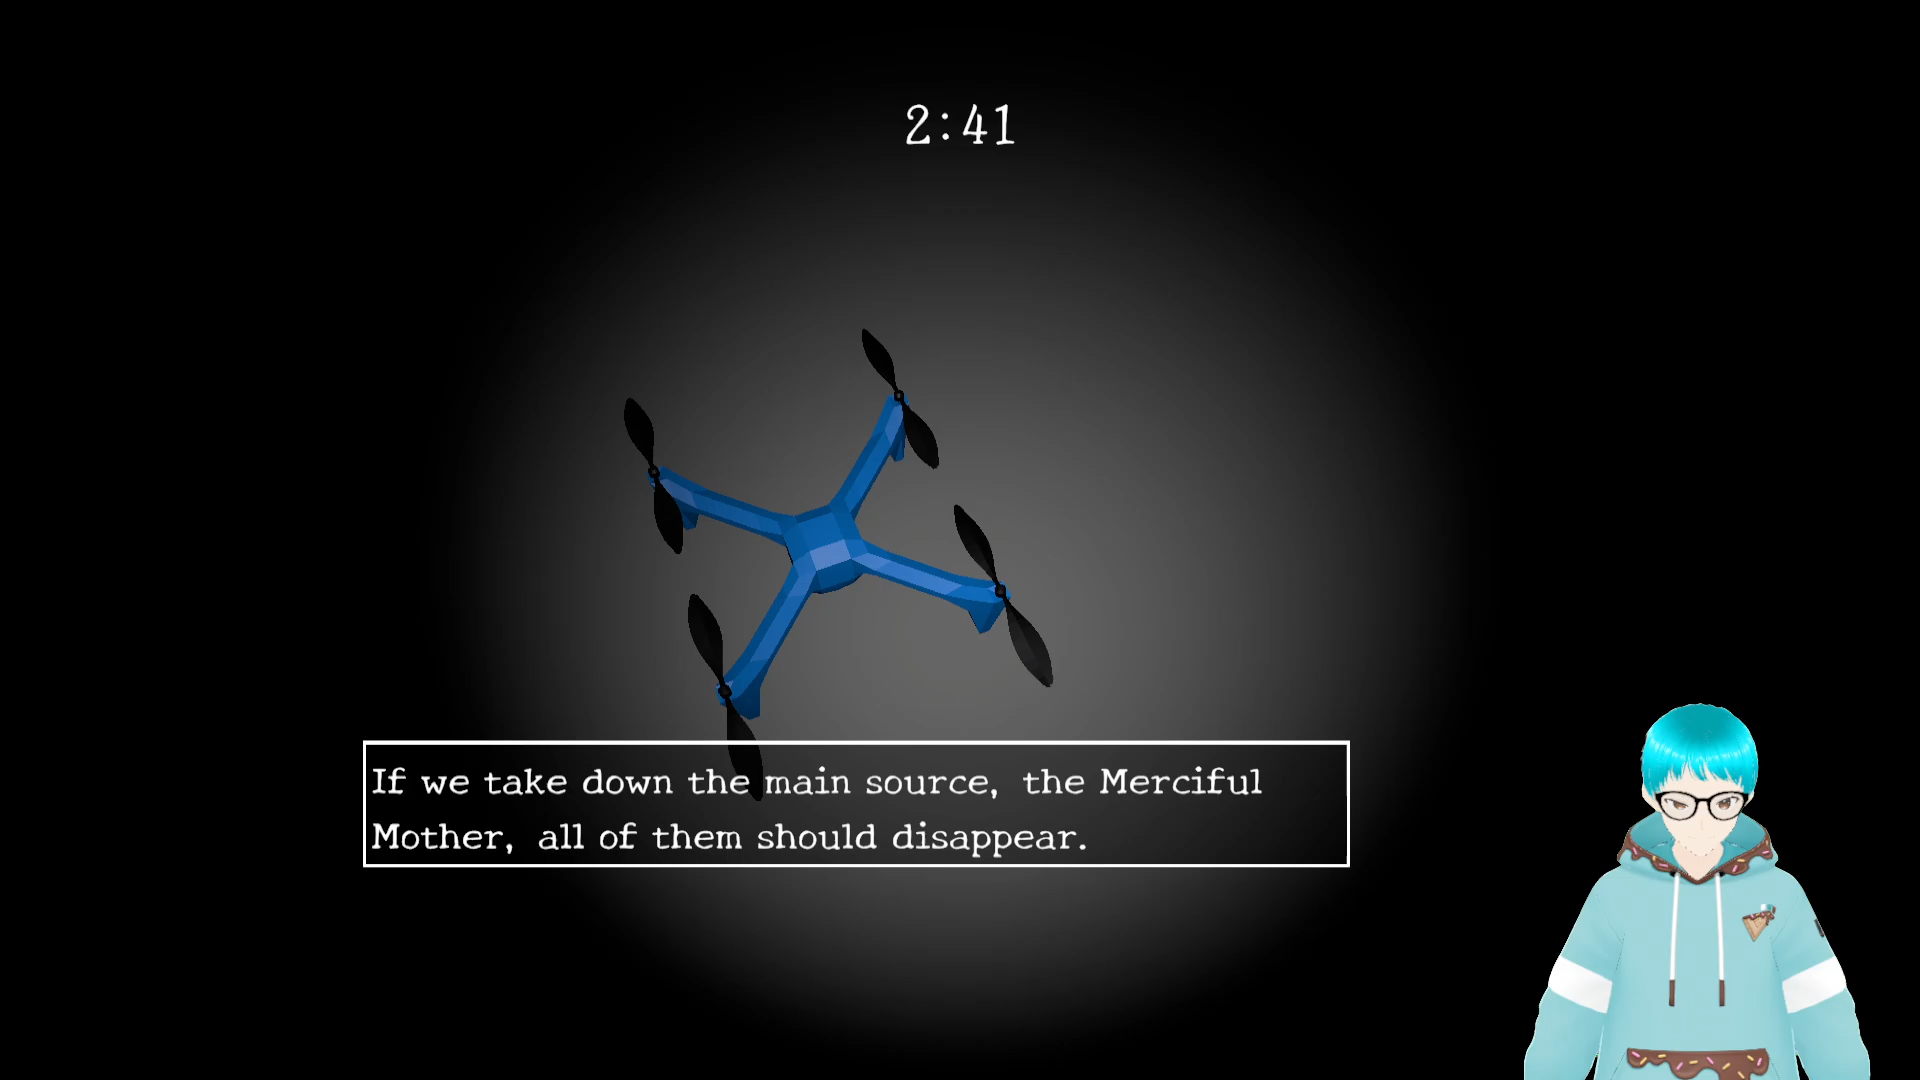 2:41
If we take down the main source, the Merciful
Mother, all of them should disappear.